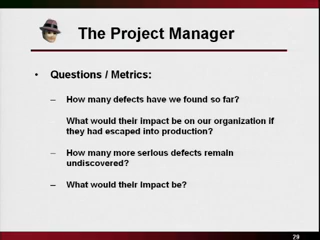 The Project Manager
• Questions / Metrics:
– How many defects have we found so far?
What would their impact be on our organization if
they had escaped into production?
– How many more serious defects remain
undiscovered?
– What would their impact be?
79